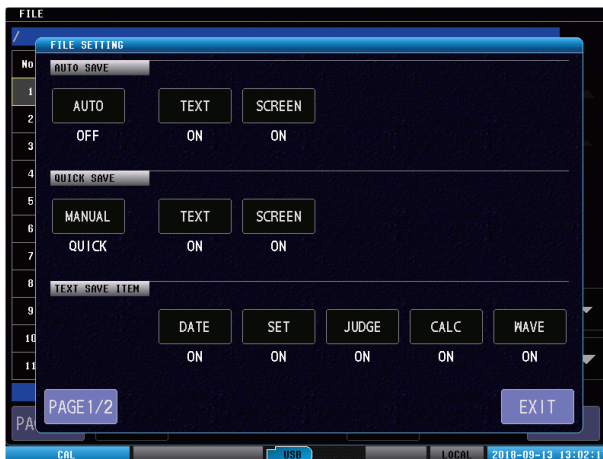 FILE
/
FILE SETTING
No
AUTO SAVE
1
AUTO TEXT SCREEN
2
OFF ON ON
3
4
QUICK SAVE
5
MANUAL TEXT SCREEN
6
QUICK ON ON
7
8
TEXT SAVE ITEM
9
DATE SET JUDGE CALC WAVE
10
ON ON ON ON ON
11
PAGE1/2 EXIT
PA
CAL USB LOCAL 2018-09-13 13:02:1